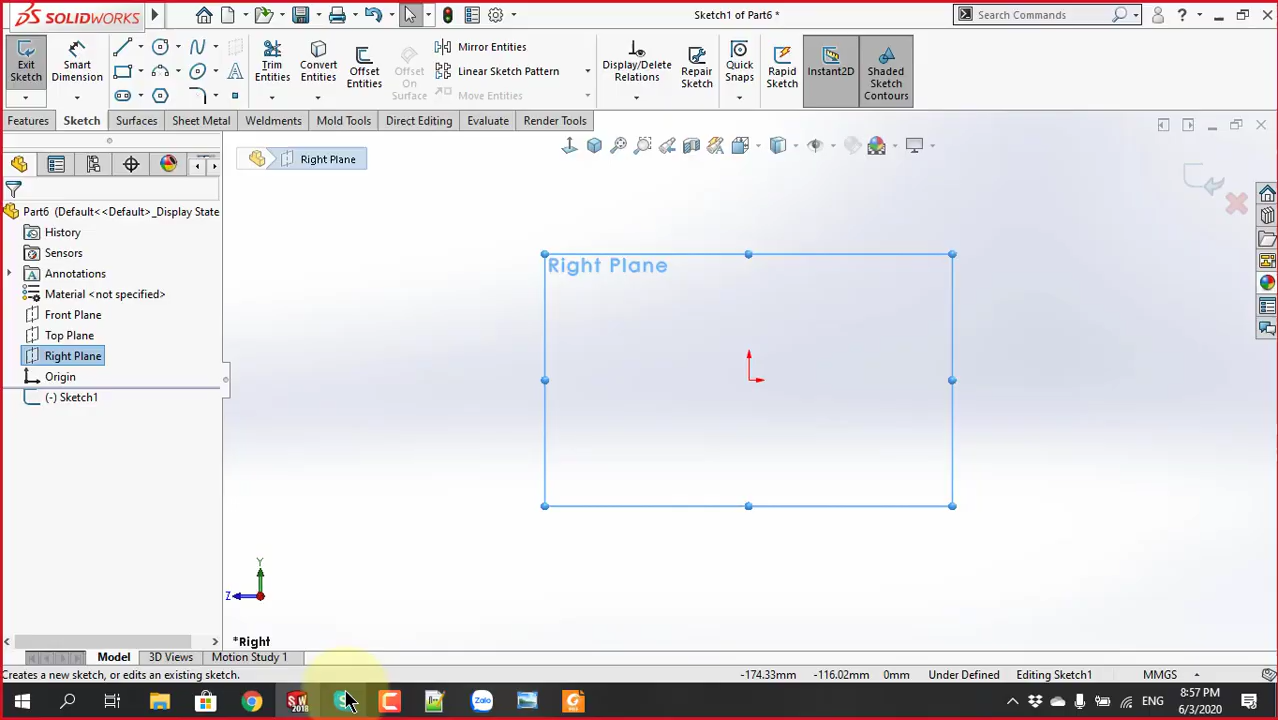 SOLIDWORKS
Sketch1 of Part6 *
Search Commands
Exit Sketch
Smart Dimension
Trim Entities
Convert Entities
Offset Entities
Offset On Surface
Mirror Entities
Linear Sketch Pattern
Move Entities
Display/Delete Relations
Repair Sketch
Quick Snaps
Rapid Sketch
Instant2D
Shaded Sketch Contours
Features
Sketch
Surfaces
Sheet Metal
Weldments
Mold Tools
Direct Editing
Evaluate
Render Tools
Right Plane
Part6 (Default<<Default>_Display State
History
Sensors
Annotations
Material <not specified>
Front Plane
Top Plane
Right Plane
Origin
(-) Sketch1
Right Plane
Y
Z
*Right
Model
3D Views
Motion Study 1
Creates a new sketch, or edits an existing sketch.
-174.33mm
-116.02mm
0mm
Under Defined
Editing Sketch1
MMGS
SW
2018
Zalo
ENG
8:57 PM
6/3/2020